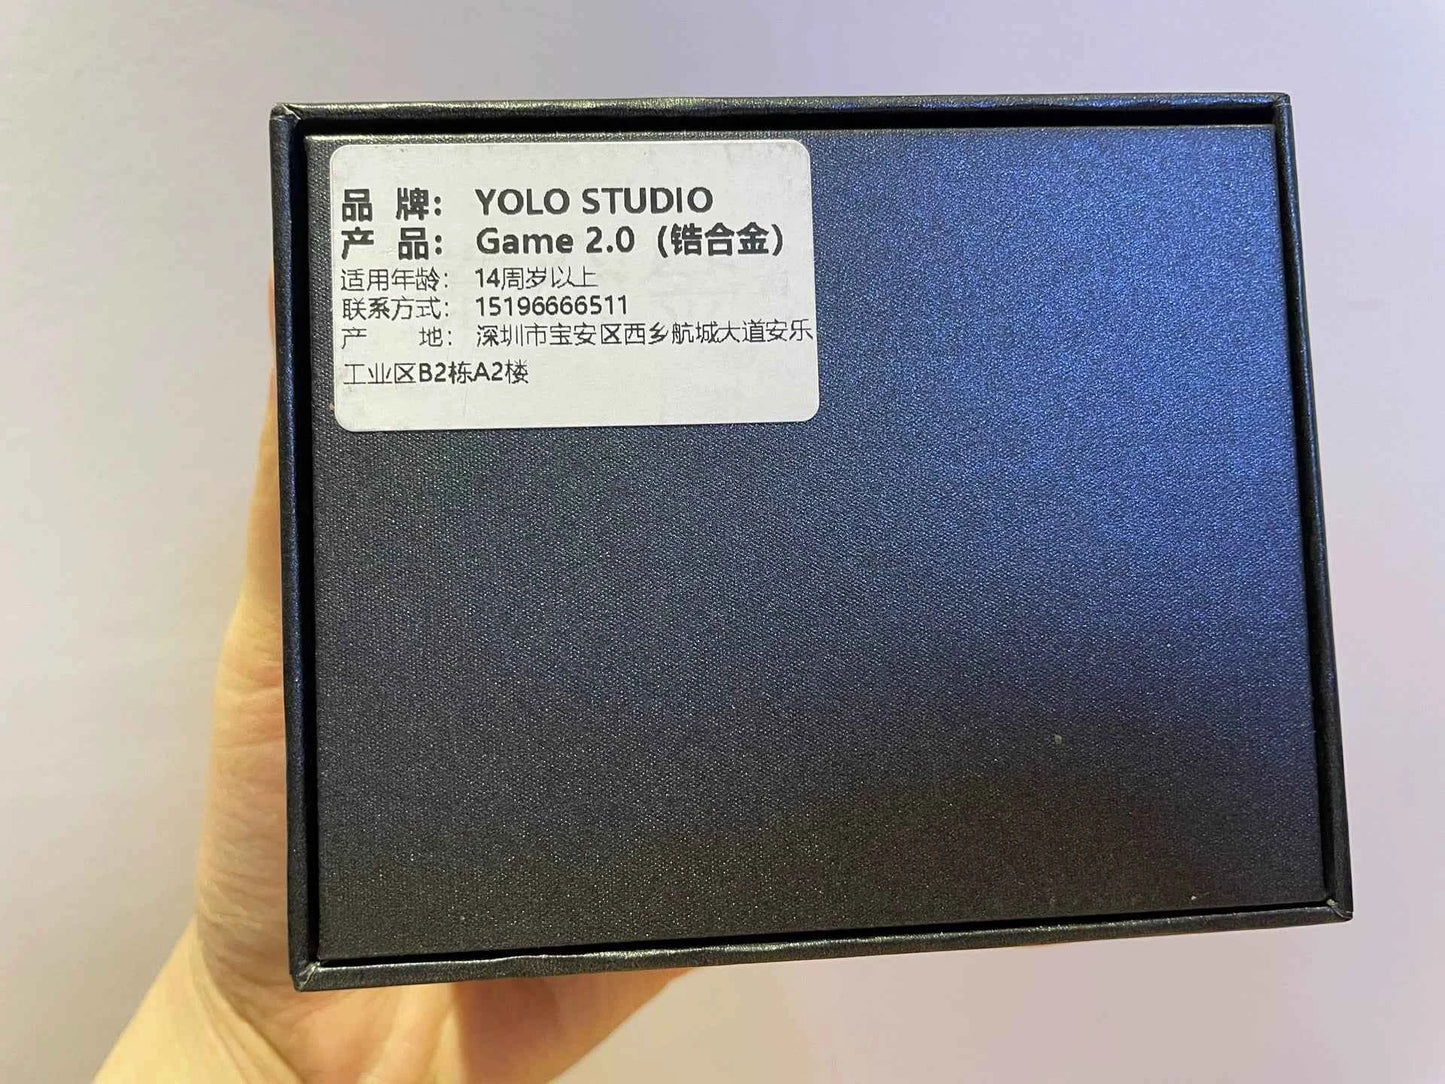 品 牌： YOLO STUDIO
产 品： Game 2.0（锆合金）
适用年龄： 14周岁以上
联系方式： 15196666511
产 地： 深圳市宝安区西乡航城大道安乐
工业区B2栋A2楼